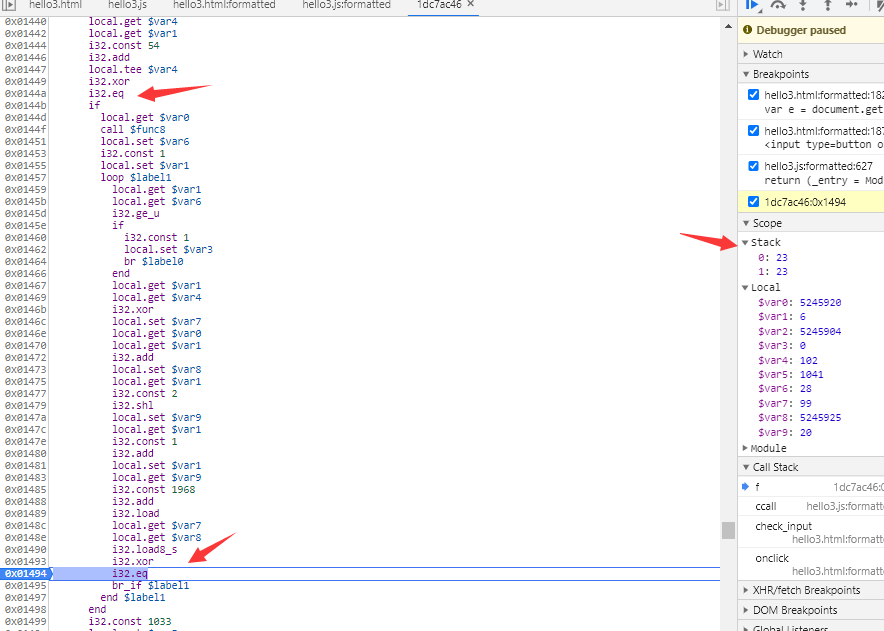 hello3.html
hello3.js
hello3.html:formatted
hello3.js:formatted
1dc7ac46 ×
0x01440 local.get $var4
0x01442 local.get $var1
0x01444 i32.const 54
0x01446 i32.add
0x01447 local.tee $var4
0x01449 i32.xor
0x0144a i32.eq
0x0144b if
0x0144d local.get $var0
0x0144f call $func8
0x01451 local.set $var6
0x01453 i32.const 1
0x01455 local.set $var1
0x01457 loop $label1
0x01459 local.get $var1
0x0145b local.get $var6
0x0145d i32.ge_u
0x0145e if
0x01460 i32.const 1
0x01462 local.set $var3
0x01464 br $label0
0x01466 end
0x01467 local.get $var1
0x01469 local.get $var4
0x0146b i32.xor
0x0146c local.set $var7
0x0146e local.get $var0
0x01470 local.get $var1
0x01472 i32.add
0x01473 local.set $var8
0x01475 local.get $var1
0x01477 i32.const 2
0x01479 i32.shl
0x0147a local.set $var9
0x0147c local.get $var1
0x0147e i32.const 1
0x01480 i32.add
0x01481 local.set $var1
0x01483 local.get $var9
0x01485 i32.const 1968
0x01488 i32.add
0x01489 i32.load
0x0148c local.get $var7
0x0148e local.get $var8
0x01490 i32.load8_s
0x01493 i32.xor
0x01494 i32.eq
0x01495 br_if $label1
0x01497 end $label1
0x01498 end
0x01499 i32.const 1033
Debugger paused
Watch
Breakpoints
hello3.html:formatted:182
var e = document.get
hello3.html:formatted:187
<input type=button o
hello3.js:formatted:627
return (_entry = Mod
1dc7ac46:0x1494
Scope
Stack
0: 23
1: 23
Local
$var0: 5245920
$var1: 6
$var2: 5245904
$var3: 0
$var4: 102
$var5: 1041
$var6: 28
$var7: 99
$var8: 5245925
$var9: 20
Module
Call Stack
f 1dc7ac46:0
ccall hello3.js:formatte
check_input
hello3.html:formatte
onclick
hello3.html:formatte
XHR/fetch Breakpoints
DOM Breakpoints
Global Listeners